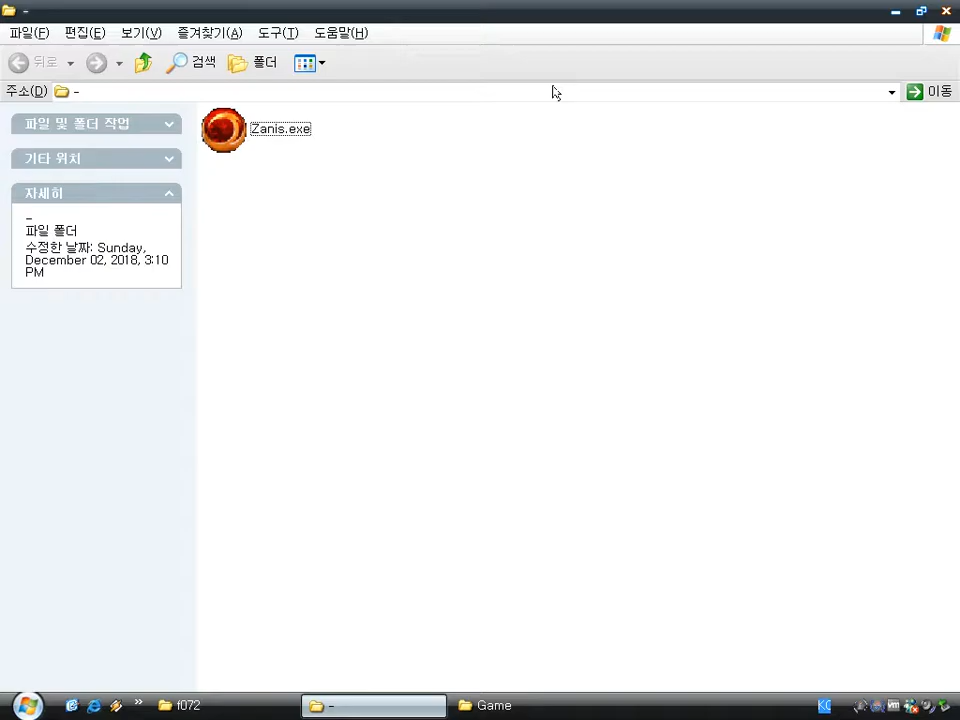 -
파일(F) 편집(E) 보기(V) 즐겨찾기(A) 도구(T) 도움말(H)
뒤로 검색 폴더
주소(D) - 이동
파일 및 폴더 작업
기타 위치
자세히
-
파일 폴더
수정한 날짜: Sunday,
December 02, 2018, 3:10
PM
Zanis.exe
» f072 - Game KC